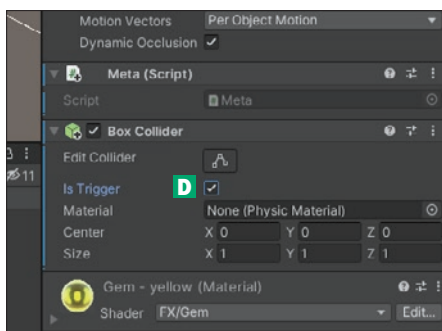 Motion Vectors Per Object Motion
Dynamic Occlusion
Meta (Script)
Script Meta
Box Collider
Edit Collider
11
Is Trigger D
Material None (Physic Material)
Center X 0 Y 0 Z 0
Size X 1 Y 1 Z 1
Gem - yellow (Material)
Shader FX/Gem Edit...